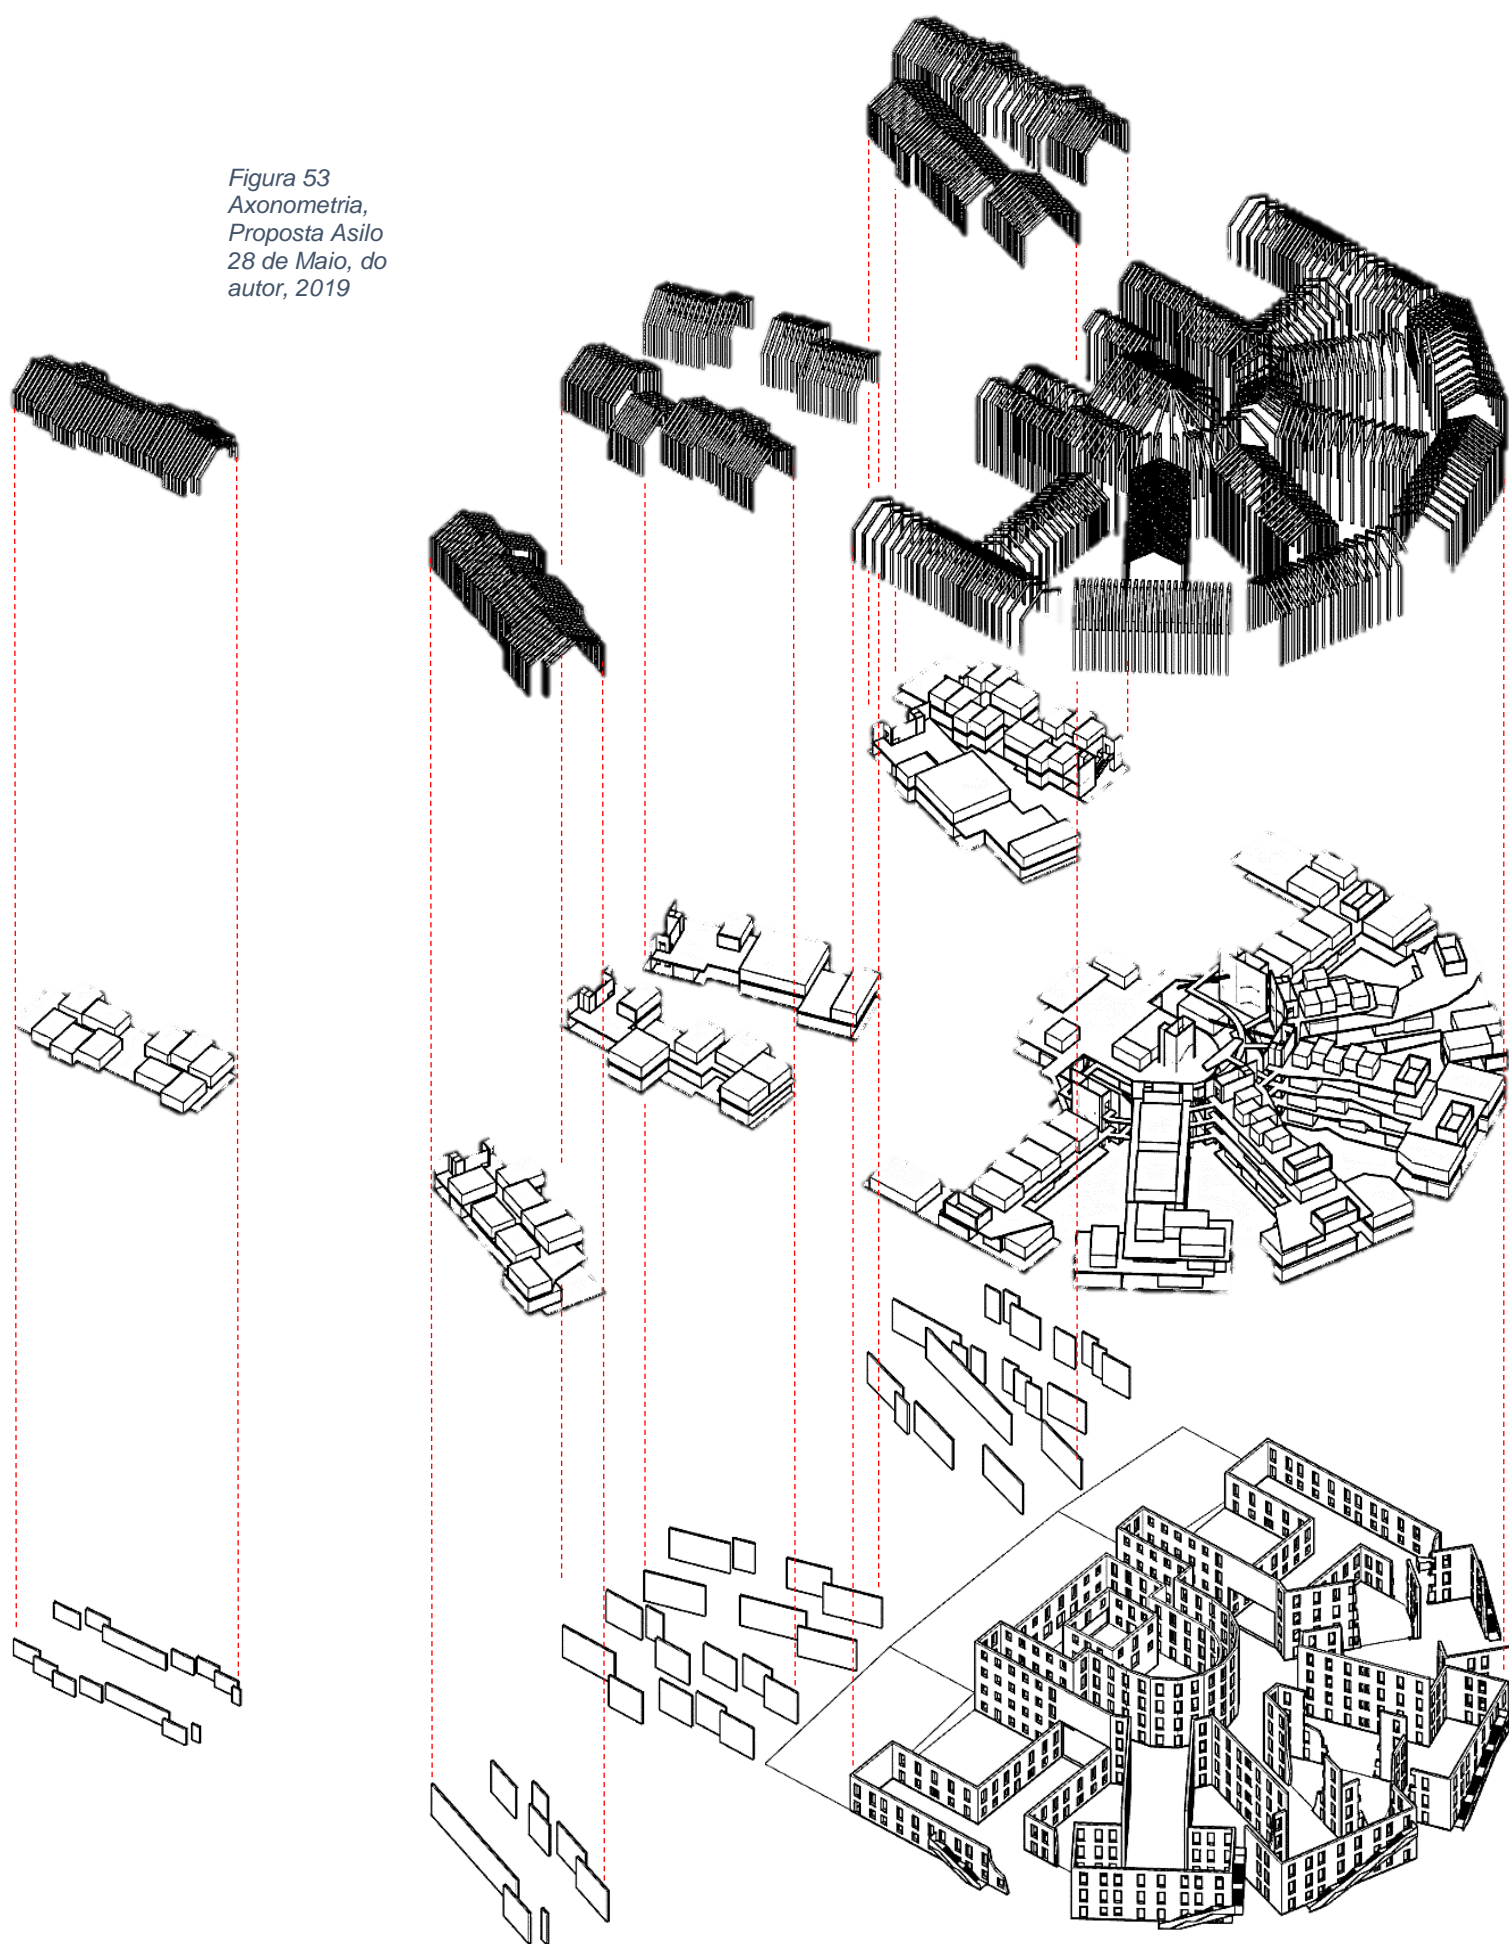 Figura 53
Axonometria,
Proposta Asilo
28 de Maio, do
autor, 2019